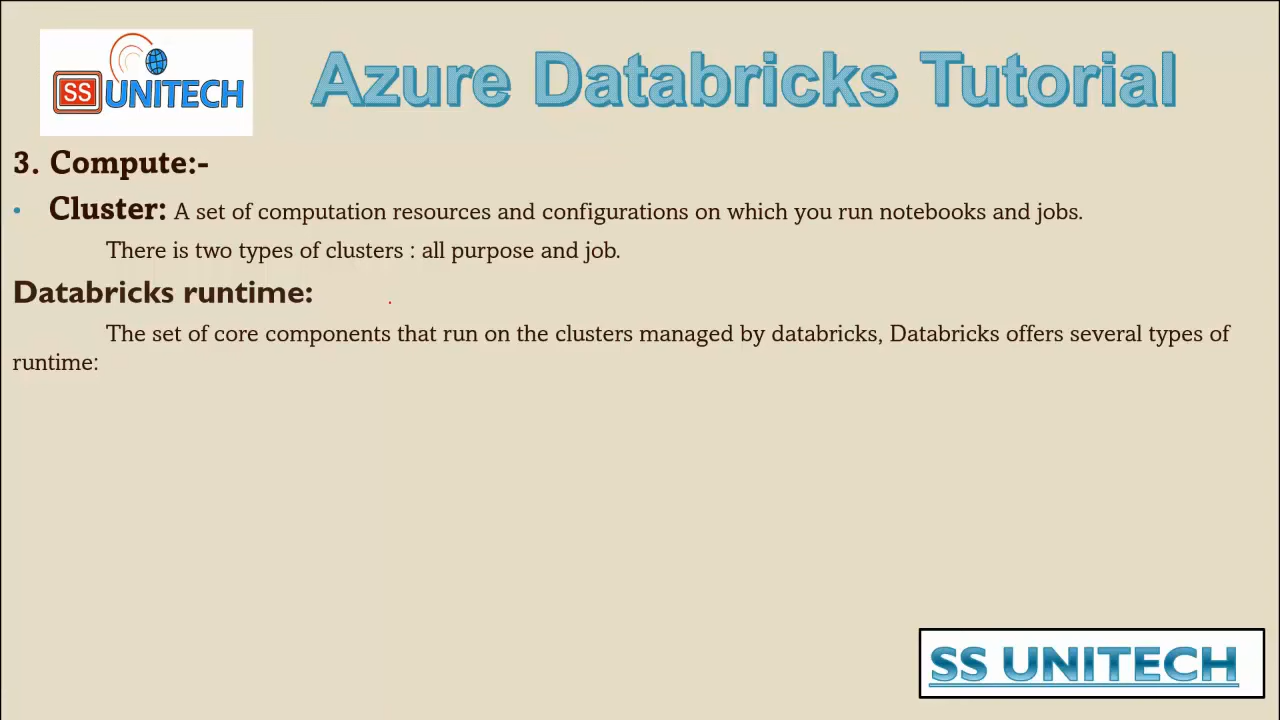 SS UNITECH
Azure Databricks Tutorial
3. Compute:-
• Cluster: A set of computation resources and configurations on which you run notebooks and jobs.
There is two types of clusters : all purpose and job.
Databricks runtime:
The set of core components that run on the clusters managed by databricks, Databricks offers several types of
runtime:
SS UNITECH